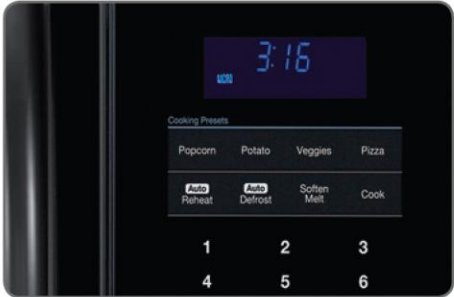 3:16
Cooking Presets
Popcorn Potato Veggies Pizza
Auto Reheat Auto Defrost Soften Melt Cook
1 2 3
4 5 6